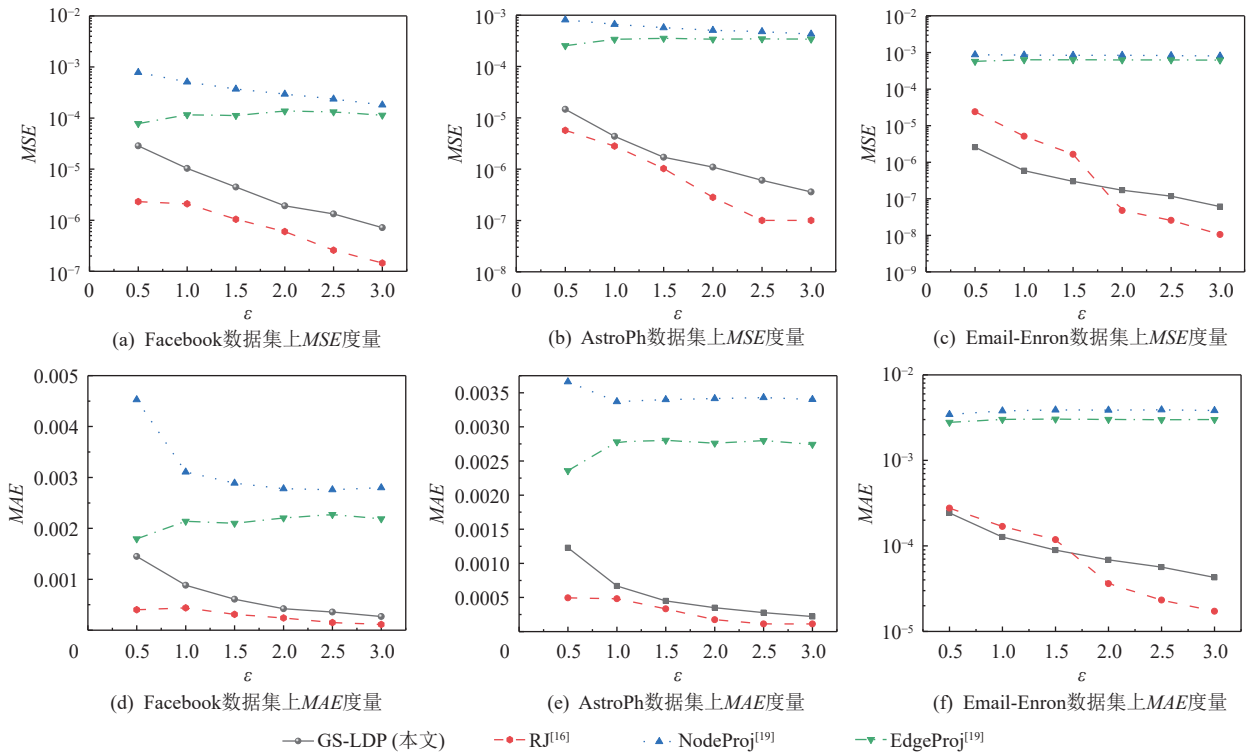 10⁻²
10⁻³
10⁻⁴
10⁻⁵
10⁻⁶
10⁻⁷
MSE
0 0.5 1.0 1.5 2.0 2.5 3.0
ε
(a) Facebook数据集上MSE度量
10⁻³
10⁻⁴
10⁻⁵
10⁻⁶
10⁻⁷
10⁻⁸
MSE
0 0.5 1.0 1.5 2.0 2.5 3.0
ε
(b) AstroPh数据集上MSE度量
10⁻²
10⁻³
10⁻⁴
10⁻⁵
10⁻⁶
10⁻⁷
10⁻⁸
10⁻⁹
MSE
0 0.5 1.0 1.5 2.0 2.5 3.0
ε
(c) Email-Enron数据集上MSE度量
0.005
0.004
0.003
0.002
0.001
MAE
0 0.5 1.0 1.5 2.0 2.5 3.0
ε
(d) Facebook数据集上MAE度量
0.0035
0.0030
0.0025
0.0020
0.0015
0.0010
0.0005
MAE
0 0.5 1.0 1.5 2.0 2.5 3.0
ε
(e) AstroPh数据集上MAE度量
10⁻²
10⁻³
10⁻⁴
10⁻⁵
MAE
0 0.5 1.0 1.5 2.0 2.5 3.0
ε
(f) Email-Enron数据集上MAE度量
GS-LDP (本文) RJ[16] NodeProj[19] EdgeProj[19]